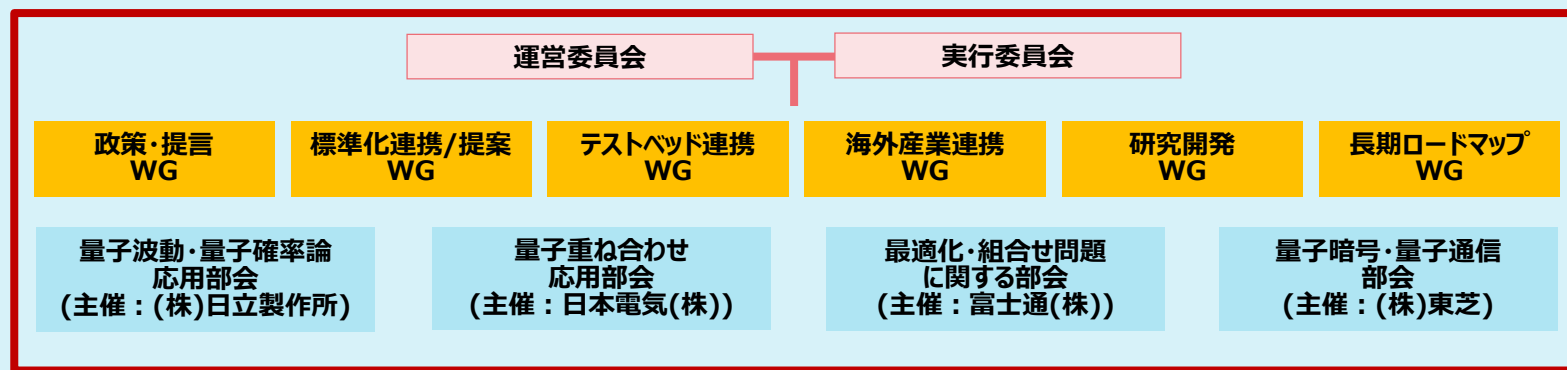 運営委員会
実行委員会
政策・提言
WG
標準化連携/提案
WG
テストベッド連携
WG
海外産業連携
WG
研究開発
WG
長期ロードマップ
WG
量子波動・量子確率論
応用部会
(主催：(株)日立製作所)
量子重ね合わせ
応用部会
(主催：日本電気(株))
最適化・組合せ問題
に関する部会
(主催：富士通(株))
量子暗号・量子通信
部会
(主催：(株)東芝)